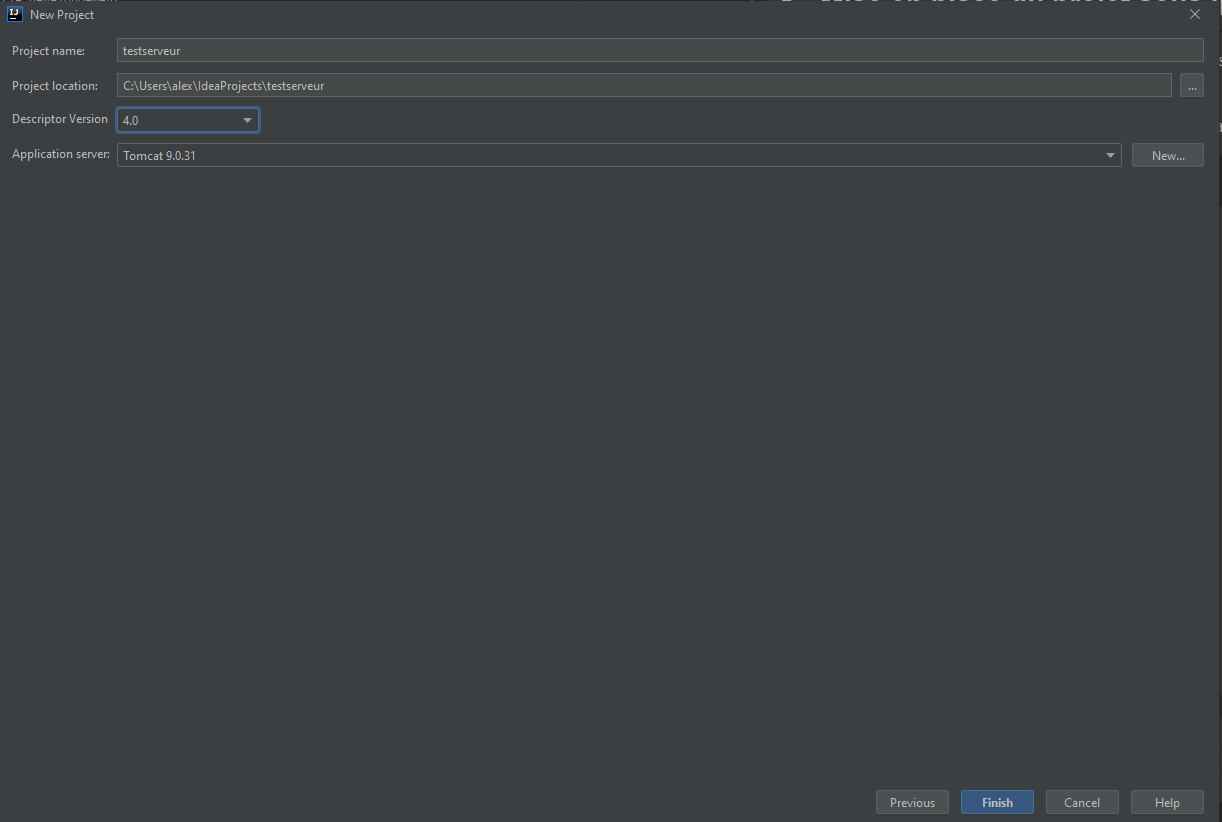 IJ New Project
Project name: testserveur
Project location: C:\Users\alex\IdeaProjects\testserveur ...
Descriptor Version 4.0
Application server: Tomcat 9.0.31 New...
Previous Finish Cancel Help